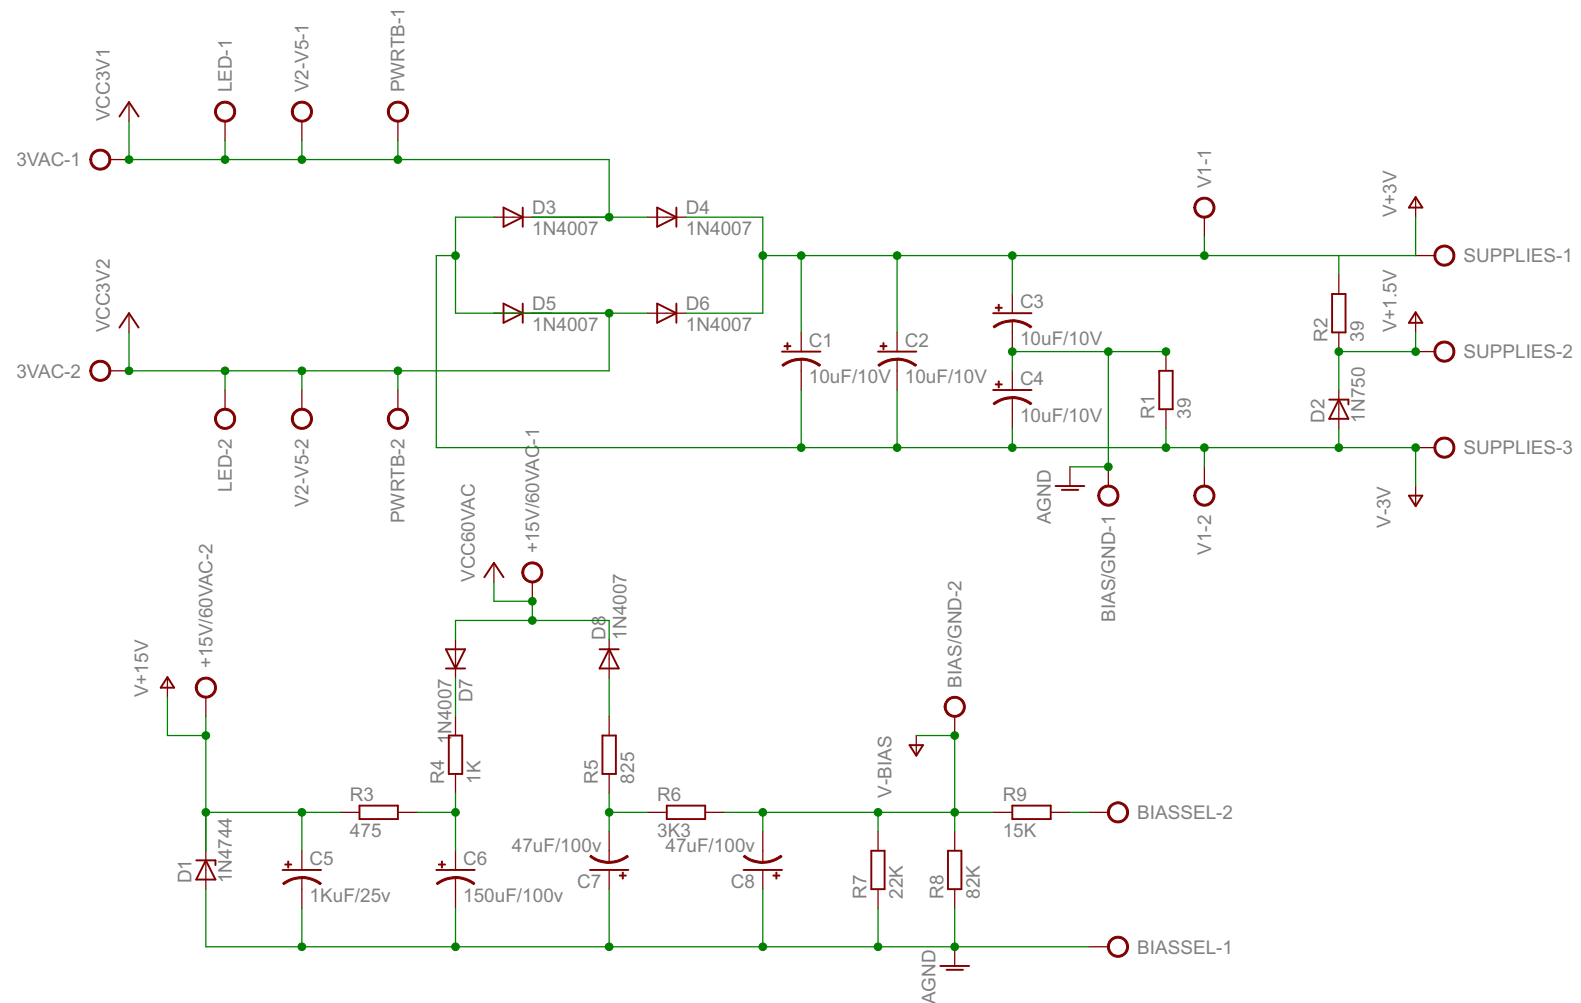 VCC3V1
LED-1
V2-V5-1
PWRTB-1
3VAC-1
D3
1N4007
D4
1N4007
V1-1
V+3V
SUPPLIES-1
VCC3V2
D5
1N4007
D6
1N4007
3VAC-2
C1
10uF/10V
C2
10uF/10V
C3
10uF/10V
C4
10uF/10V
R1
39
R2
39
V+1.5V
SUPPLIES-2
D2
1N750
SUPPLIES-3
LED-2
V2-V5-2
PWRTB-2
AGND
BIAS/GND-1
V1-2
V-3V
VCC60VAC
+15V/60VAC-1
V+15V
+15V/60VAC-2
D7
1N4007
D8
1N4007
R4
1K
R5
825
V-BIAS
BIAS/GND-2
R3
475
R6
3K3
R9
15K
BIASSEL-2
D1
1N4744
C5
1KuF/25v
C6
150uF/100v
47uF/100v
C7
47uF/100v
C8
R7
22K
R8
82K
AGND
BIASSEL-1